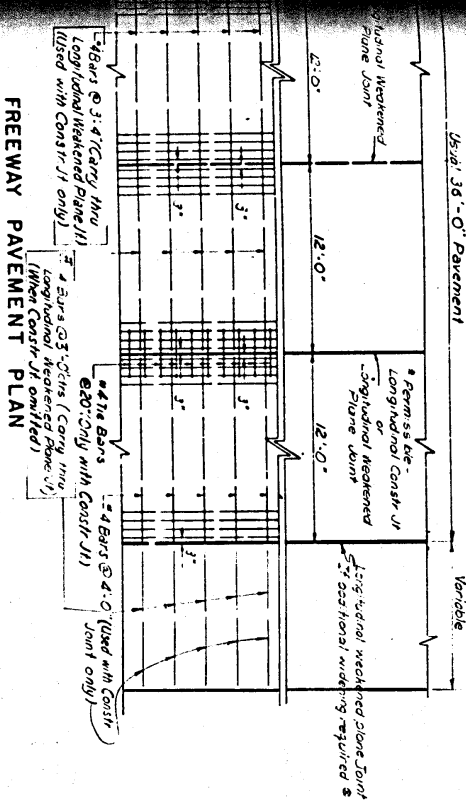 Usual 36'-0" Pavement
Variable
Longitudinal Weakened
Plane Joint
* Permissible -
Longitudinal Constr Jt
or
Longitudinal Weakened
Plane Joint
Longitudinal weakened plane Joint
if additional widening required
12'-0"
12'-0"
12'-0"
3"
3"
3"
3"
3"
#4 Bars @ 3'-4" (Carry thru
Longitudinal Weakened Plane Jt.)
(Used with Constr Jt only)
# 4 Bars @ 3'- Ctrs (Carry thru
Longitudinal Weakened Plane Jt)
(When Constr Jt. omitted)
#4 Tie Bars
@20" (Only with Constr Jt.)
#4 Bars @ 4'-0" (Used with Constr
Joint only)
FREEWAY PAVEMENT PLAN